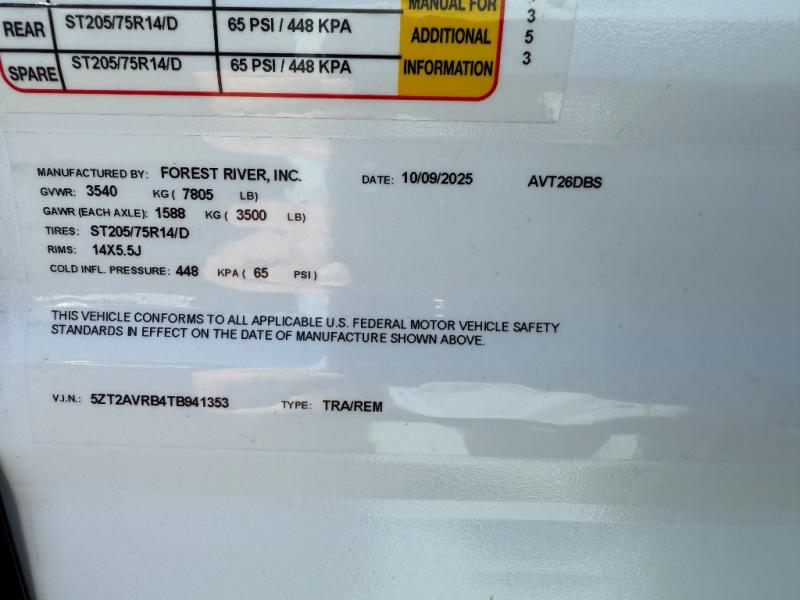 MANUAL FOR
REAR ST205/75R14/D 65 PSI / 448 KPA ADDITIONAL
SPARE ST205/75R14/D 65 PSI / 448 KPA INFORMATION
3
5
3
MANUFACTURED BY: FOREST RIVER, INC. DATE: 10/09/2025 AVT26DBS
GVWR: 3540 KG ( 7805 LB)
GAWR (EACH AXLE): 1588 KG ( 3500 LB)
TIRES: ST205/75R14/D
RIMS: 14X5.5J
COLD INFL. PRESSURE: 448 KPA ( 65 PSI )
THIS VEHICLE CONFORMS TO ALL APPLICABLE U.S. FEDERAL MOTOR VEHICLE SAFETY
STANDARDS IN EFFECT ON THE DATE OF MANUFACTURE SHOWN ABOVE.
V.I.N.: 5ZT2AVRB4TB941353 TYPE: TRA/REM